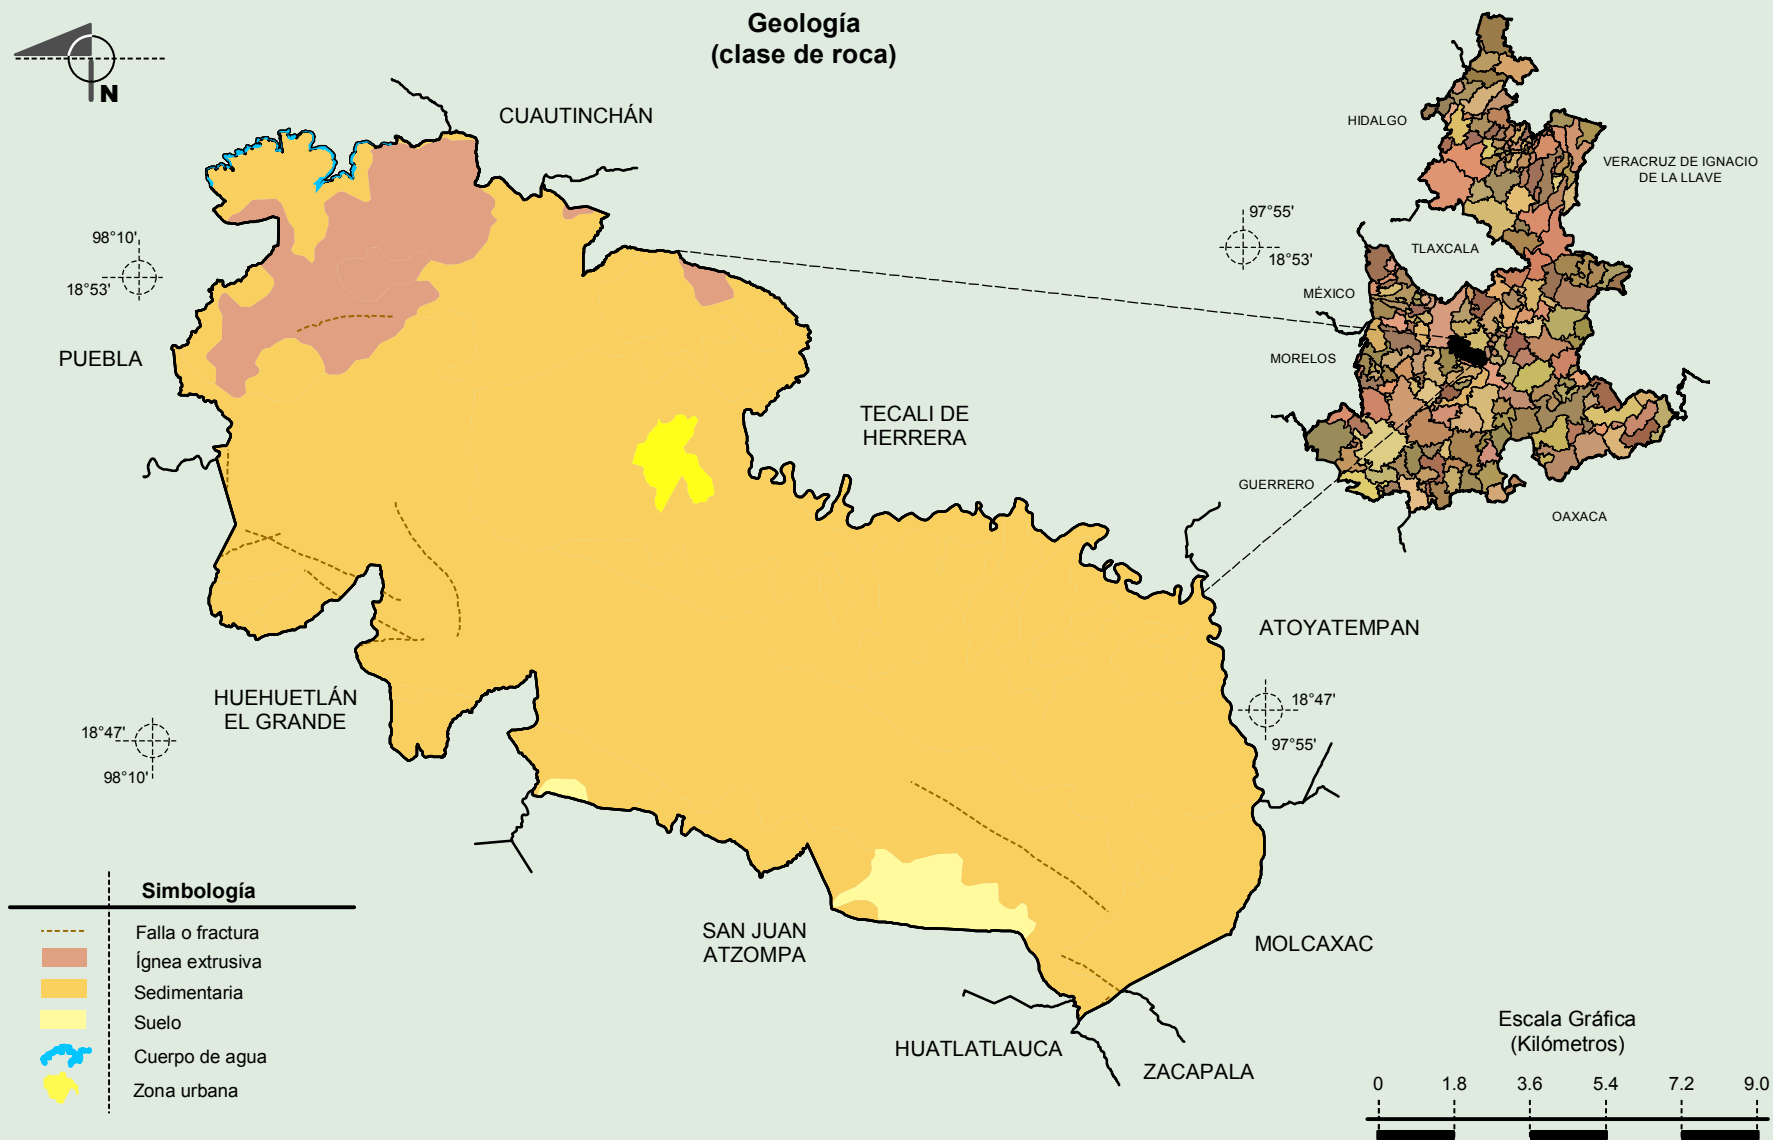 Geología
(clase de roca)
N
CUAUTINCHÁN
HIDALGO
VERACRUZ DE IGNACIO
DE LA LLAVE
98°10'
18°53'
97°55'
18°53'
TLAXCALA
MÉXICO
PUEBLA
MORELOS
TECALI DE
HERRERA
GUERRERO
OAXACA
ATOYATEMPAN
HUEHUETLÁN
EL GRANDE
18°47'
98°10'
18°47'
97°55'
Simbología
Falla o fractura
Ígnea extrusiva
Sedimentaria
Suelo
Cuerpo de agua
Zona urbana
SAN JUAN
ATZOMPA
MOLCAXAC
HUATLATLAUCA
ZACAPALA
Escala Gráfica
(Kilómetros)
0 1.8 3.6 5.4 7.2 9.0